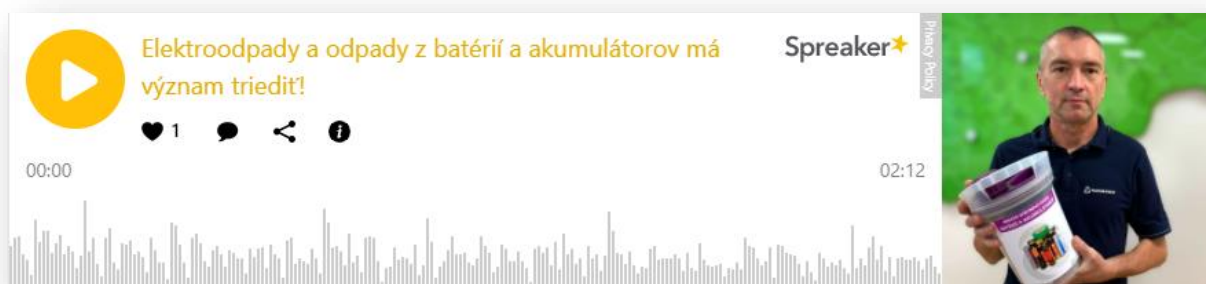 Elektroodpady a odpady z batérií a akumulátorov má
význam triediť!
Spreaker
Privacy Policy
1
00:00
02:12